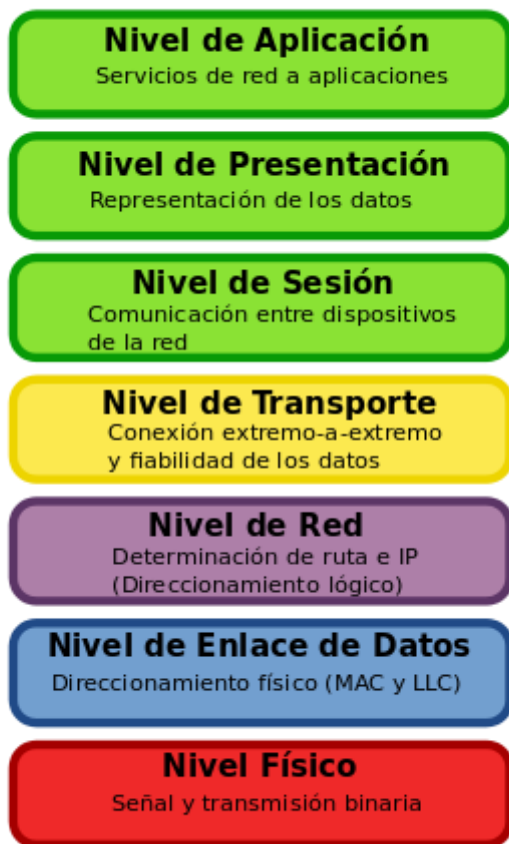 Nivel de Aplicación
Servicios de red a aplicaciones
Nivel de Presentación
Representación de los datos
Nivel de Sesión
Comunicación entre dispositivos
de la red
Nivel de Transporte
Conexión extremo-a-extremo
y fiabilidad de los datos
Nivel de Red
Determinación de ruta e IP
(Direccionamiento lógico)
Nivel de Enlace de Datos
Direccionamiento físico (MAC y LLC)
Nivel Físico
Señal y transmisión binaria